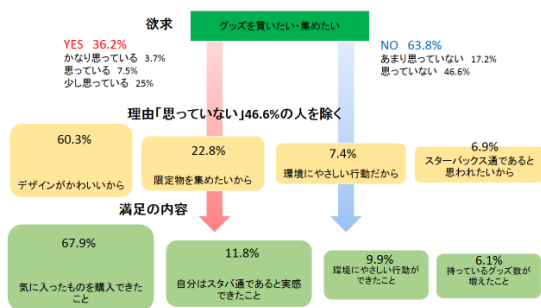 欲求
グッズを買いたい・集めたい
YES 36.2%
かなり思っている 3.7%
思っている 7.5%
少し思っている 25%
NO 63.8%
あまり思っていない 17.2%
思っていない 46.6%
理由「思っていない」46.6%の人を除く
60.3%
デザインがかわいいから
22.8%
限定物を集めたいから
7.4%
環境にやさしい行動だから
6.9%
スターバックス通であると
思われたいから
満足の内容
67.9%
気に入ったものを購入できた
こと
11.8%
自分はスタバ通であると実感
できたこと
9.9%
環境にやさしい行動が
できたこと
6.1%
持っているグッズ数が
増えたこと